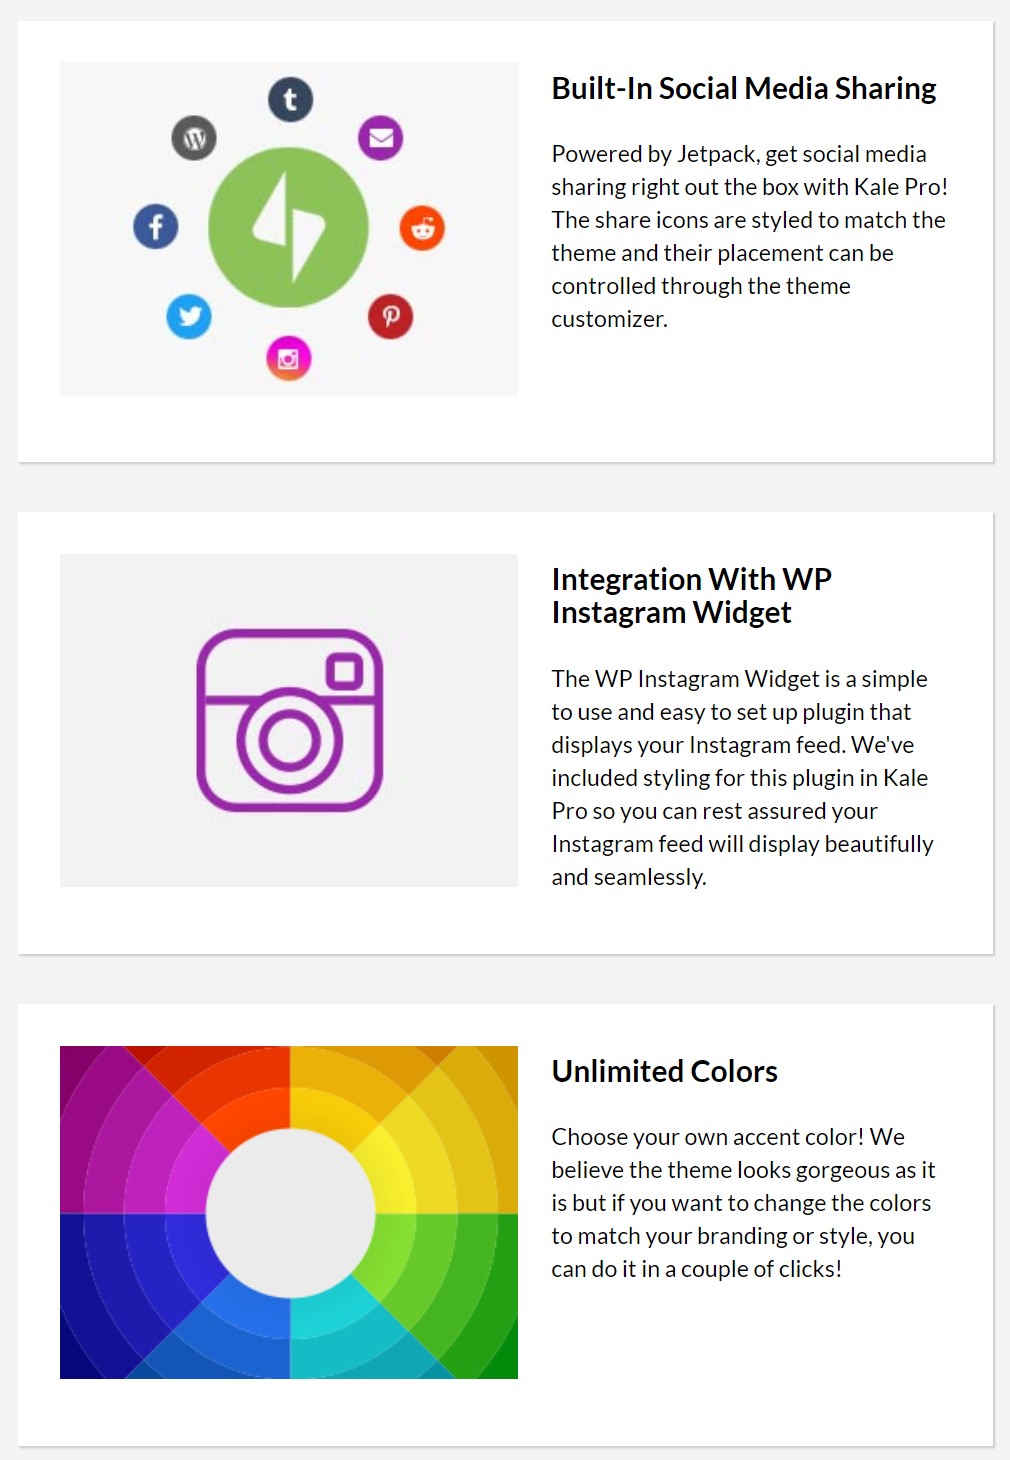 Built-In Social Media Sharing
Powered by Jetpack, get social media
sharing right out the box with Kale Pro!
The share icons are styled to match the
theme and their placement can be
controlled through the theme
customizer.
Integration With WP
Instagram Widget
The WP Instagram Widget is a simple
to use and easy to set up plugin that
displays your Instagram feed. We've
included styling for this plugin in Kale
Pro so you can rest assured your
Instagram feed will display beautifully
and seamlessly.
Unlimited Colors
Choose your own accent color! We
believe the theme looks gorgeous as it
is but if you want to change the colors
to match your branding or style, you
can do it in a couple of clicks!